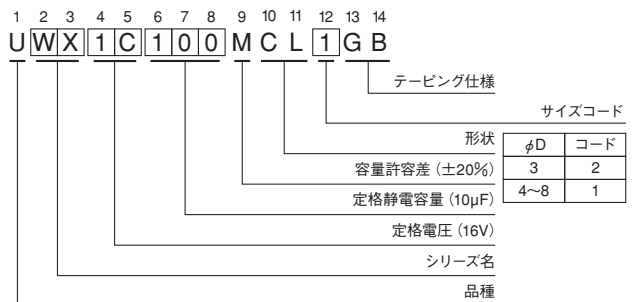 1 2 3 4 5 6 7 8 9 10 11 12 13 14
U W X 1 C 1 0 0 M C L 1 G B
テーピング仕様
サイズコード
形状
容量許容差 (±20%)
定格静電容量 (10μF)
定格電圧 (16V)
シリーズ名
品種
φD コード
3 2
4〜8 1